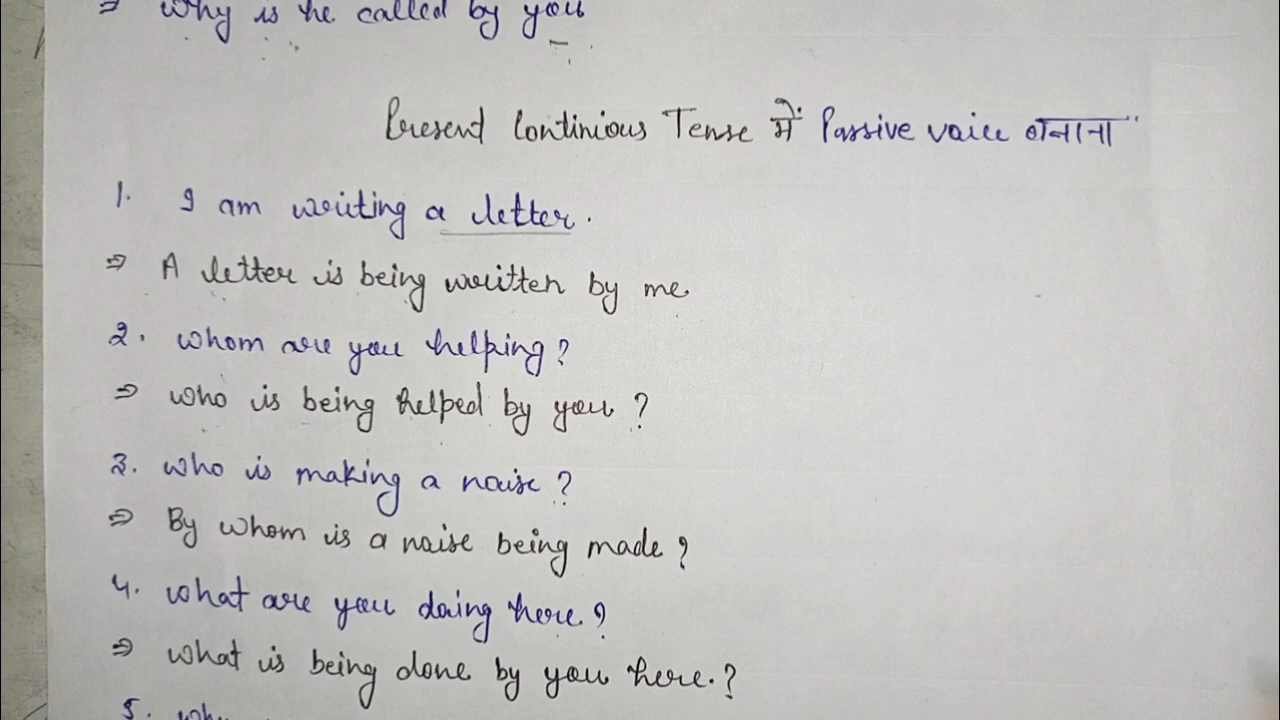 ⇒ Why is he called by you
Present Continious Tense में Passive voice बनाना"
1. I am writing a letter.
⇒ A letter is being written by me
2. whom are you helping?
⇒ who is being helped by you?
3. who is making a noise?
⇒ By whom is a noise being made?
4. what are you doing here?
⇒ what is being done by you here.?
5.